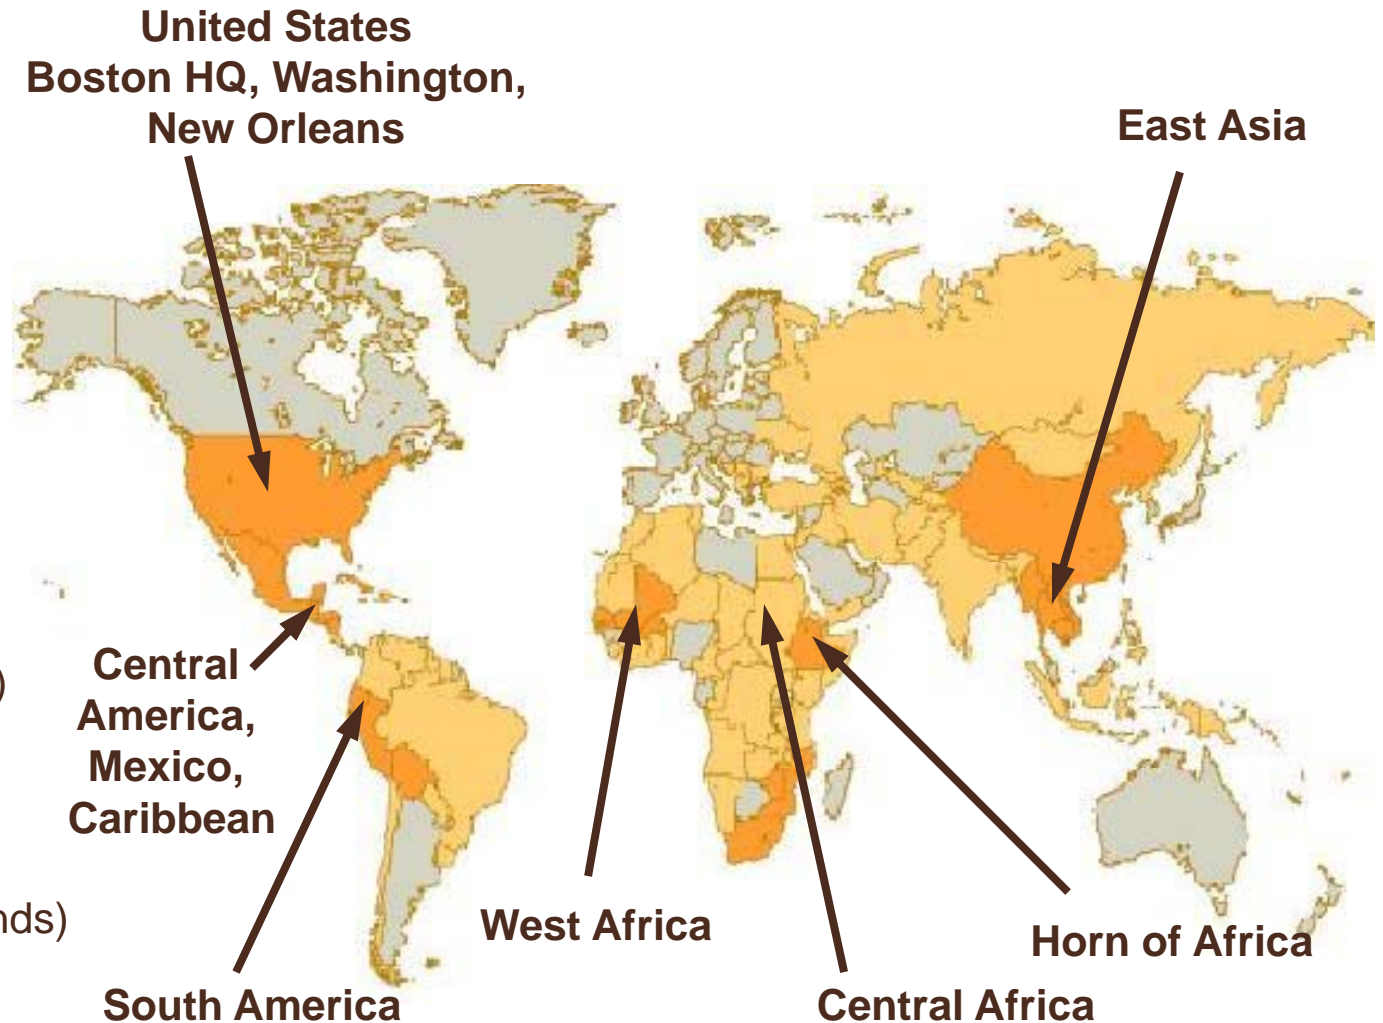 United States
Boston HQ, Washington,
New Orleans
East Asia
Central
America,
Mexico,
Caribbean
)
nds)
West Africa
Horn of Africa
South America
Central Africa